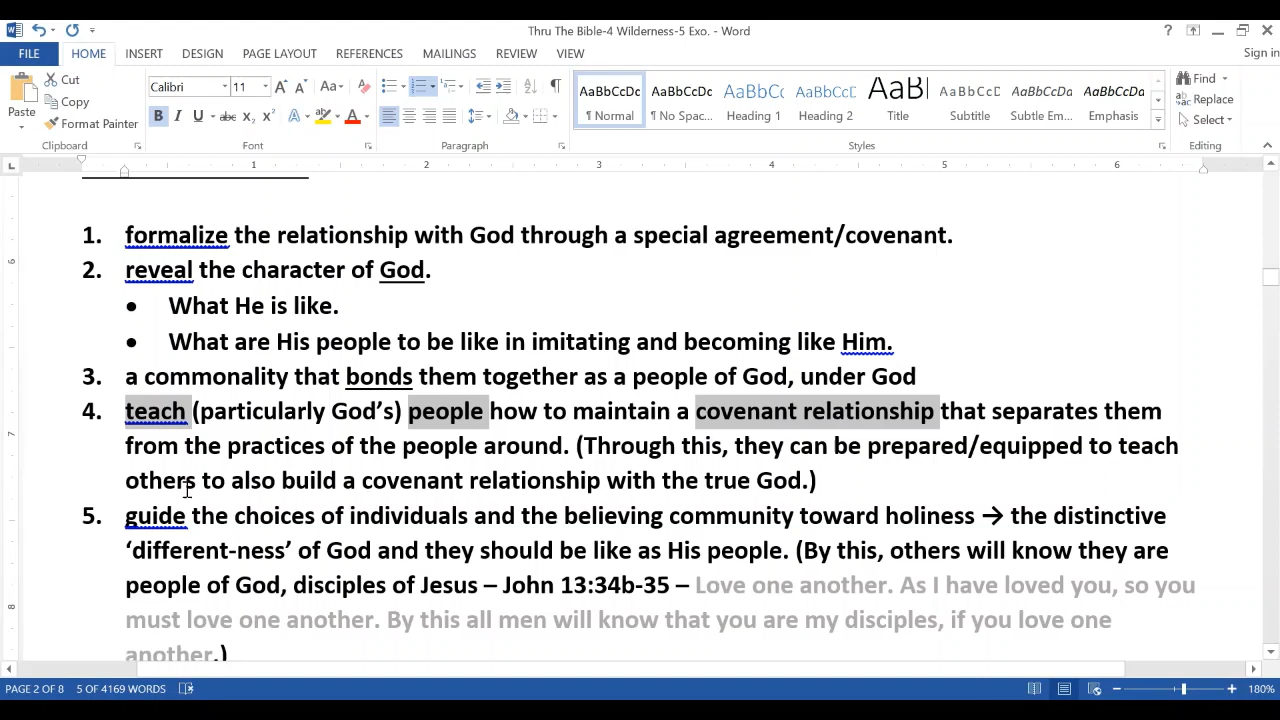 Thru The Bible-4 Wilderness-5 Exo. - Word
FILE HOME INSERT DESIGN PAGE LAYOUT REFERENCES MAILINGS REVIEW VIEW Sign in
Paste Cut Copy Format Painter
Calibri 11
AaBbCcDc AaBbCcDc AaBbCc AaBbCcD AaBl AaBbCcD AaBbCcDa AaBbCcDa
¶ Normal ¶ No Spac... Heading 1 Heading 2 Title Subtitle Subtle Em... Emphasis
Find Replace Select
Clipboard Font Paragraph Styles Editing
1 2 3 4 5 6
1. formalize the relationship with God through a special agreement/covenant.
2. reveal the character of God.
• What He is like.
• What are His people to be like in imitating and becoming like Him.
3. a commonality that bonds them together as a people of God, under God
4. teach (particularly God’s) people how to maintain a covenant relationship that separates them
from the practices of the people around. (Through this, they can be prepared/equipped to teach
others to also build a covenant relationship with the true God.)
5. guide the choices of individuals and the believing community toward holiness → the distinctive
‘different-ness’ of God and they should be like as His people. (By this, others will know they are
people of God, disciples of Jesus – John 13:34b-35 – Love one another. As I have loved you, so you
must love one another. By this all men will know that you are my disciples, if you love one
another.)
PAGE 2 OF 8 5 OF 4169 WORDS 180%